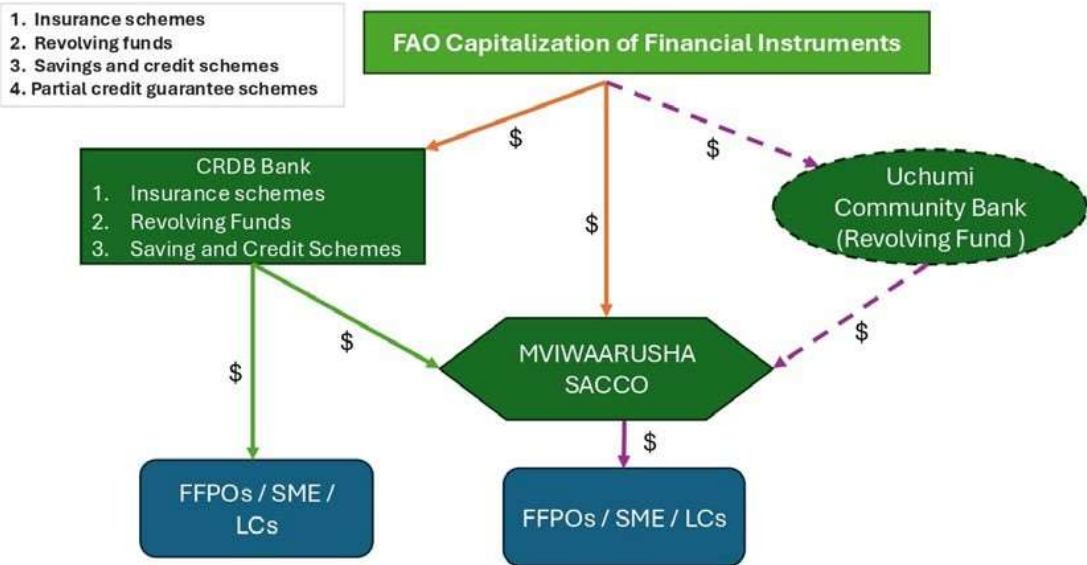 1. Insurance schemes
2. Revolving funds
3. Savings and credit schemes
4. Partial credit guarantee schemes
FAO Capitalization of Financial Instruments
$
$
$
CRDB Bank
1. Insurance schemes
2. Revolving Funds
3. Saving and Credit Schemes
Uchumi
Community Bank
(Revolving Fund )
$
$
$
MVIWAARUSHA
SACCO
$
FFPOs / SME /
LCs
FFPOs / SME / LCs